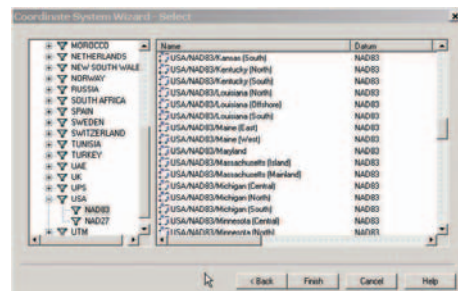 Coordinate System Wizard - Select
MOROCCO
NETHERLANDS
NEW SOUTH WALE
NORWAY
RUSSIA
SOUTH AFRICA
SPAIN
SWEDEN
SWITZERLAND
TUNISIA
TURKEY
UAE
UK
UPS
USA
NAD83
NAD27
UTM
Name Datum
USA/NAD83/Kansas (South) NAD83
USA/NAD83/Kentucky (North) NAD83
USA/NAD83/Kentucky (South) NAD83
USA/NAD83/Louisiana (North) NAD83
USA/NAD83/Louisiana (Offshore) NAD83
USA/NAD83/Louisiana (South) NAD83
USA/NAD83/Maine (East) NAD83
USA/NAD83/Maine (West) NAD83
USA/NAD83/Maryland NAD83
USA/NAD83/Massachusetts (Island) NAD83
USA/NAD83/Massachusetts (Mainland) NAD83
USA/NAD83/Michigan (Central) NAD83
USA/NAD83/Michigan (North) NAD83
USA/NAD83/Michigan (South) NAD83
USA/NAD83/Minnesota (Central) NAD83
USA/NAD83/Minnesota (North) NAD83
< Back Finish Cancel Help